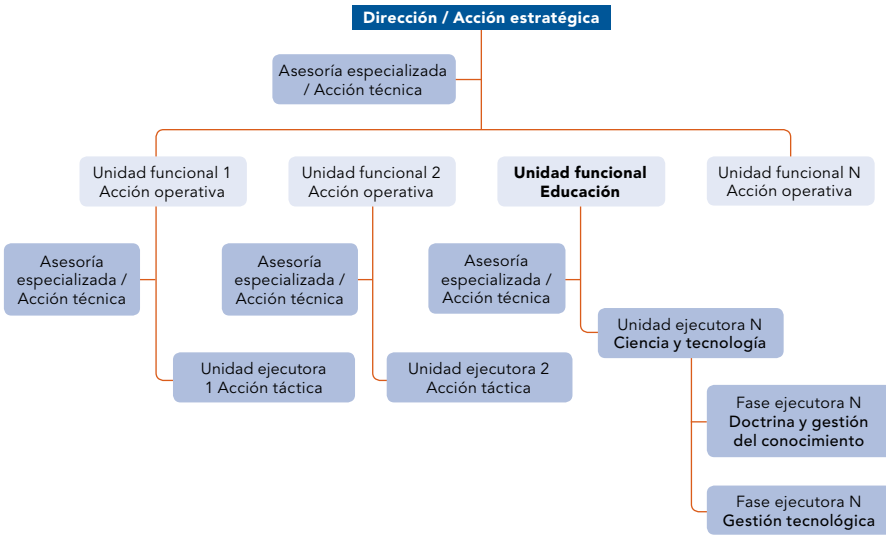 Dirección / Acción estratégica
Asesoría especializada
/ Acción técnica
Unidad funcional 1
Acción operativa
Unidad funcional 2
Acción operativa
Unidad funcional
Educación
Unidad funcional N
Acción operativa
Asesoría
especializada /
Acción técnica
Asesoría
especializada /
Acción técnica
Asesoría
especializada /
Acción técnica
Unidad ejecutora N
Ciencia y tecnología
Unidad ejecutora
1 Acción táctica
Unidad ejecutora 2
Acción táctica
Fase ejecutora N
Doctrina y gestión
del conocimiento
Fase ejecutora N
Gestión tecnológica